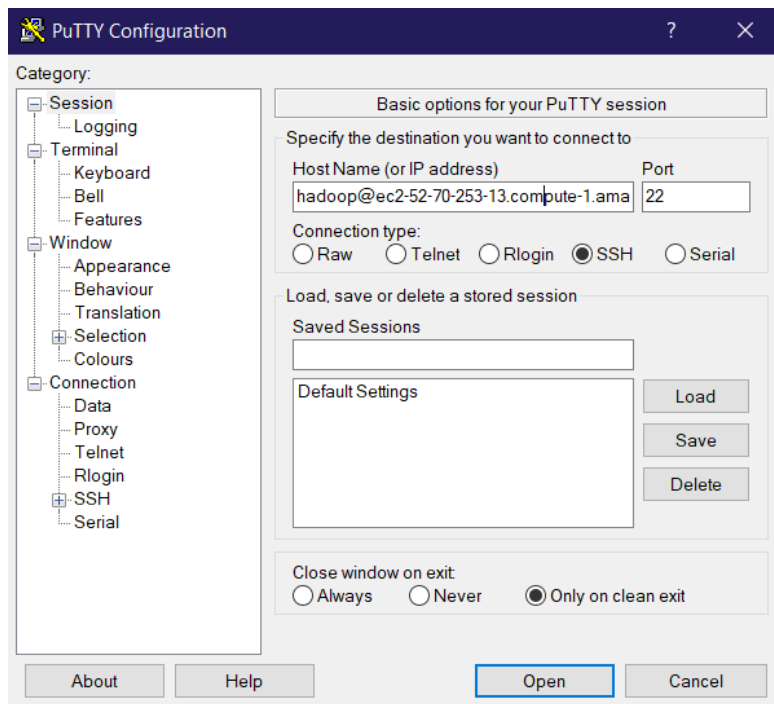 PuTTY Configuration
?
Category:
Session
Logging
Terminal
Keyboard
Bell
Features
Window
Appearance
Behaviour
Translation
Selection
Colours
Connection
Data
Proxy
Telnet
Rlogin
SSH
Serial
Basic options for your PuTTY session
Specify the destination you want to connect to
Host Name (or IP address) Port
hadoop@ec2-52-70-253-13.compute-1.ama 22
Connection type:
Raw Telnet Rlogin SSH Serial
Load, save or delete a stored session
Saved Sessions
Default Settings
Load
Save
Delete
Close window on exit:
Always Never Only on clean exit
About Help Open Cancel